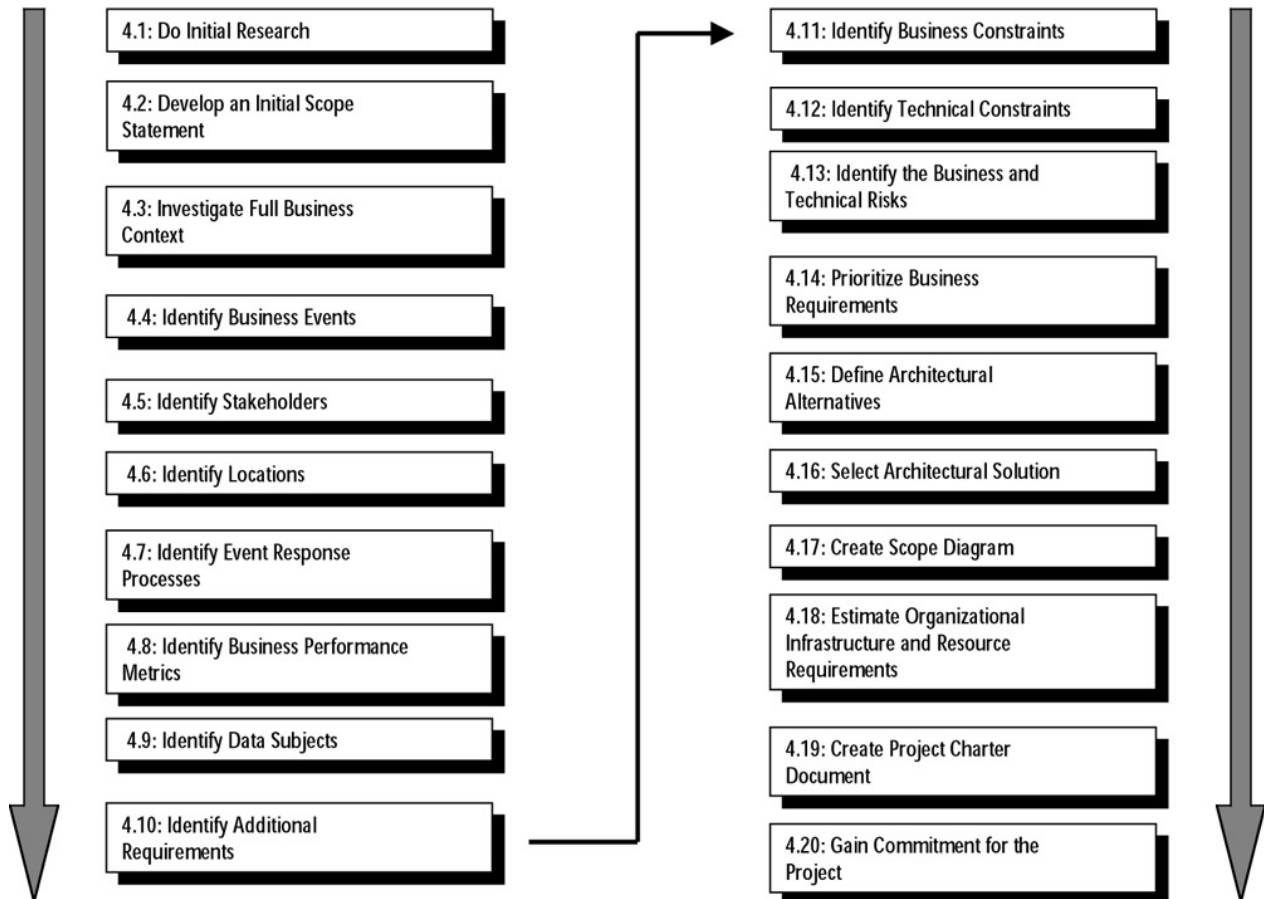 4.1: Do Initial Research
4.2: Develop an Initial Scope
Statement
4.3: Investigate Full Business
Context
4.4: Identify Business Events
4.5: Identify Stakeholders
4.6: Identify Locations
4.7: Identify Event Response
Processes
4.8: Identify Business Performance
Metrics
4.9: Identify Data Subjects
4.10: Identify Additional
Requirements
4.11: Identify Business Constraints
4.12: Identify Technical Constraints
4.13: Identify the Business and
Technical Risks
4.14: Prioritize Business
Requirements
4.15: Define Architectural
Alternatives
4.16: Select Architectural Solution
4.17: Create Scope Diagram
4.18: Estimate Organizational
Infrastructure and Resource
Requirements
4.19: Create Project Charter
Document
4.20: Gain Commitment for the
Project